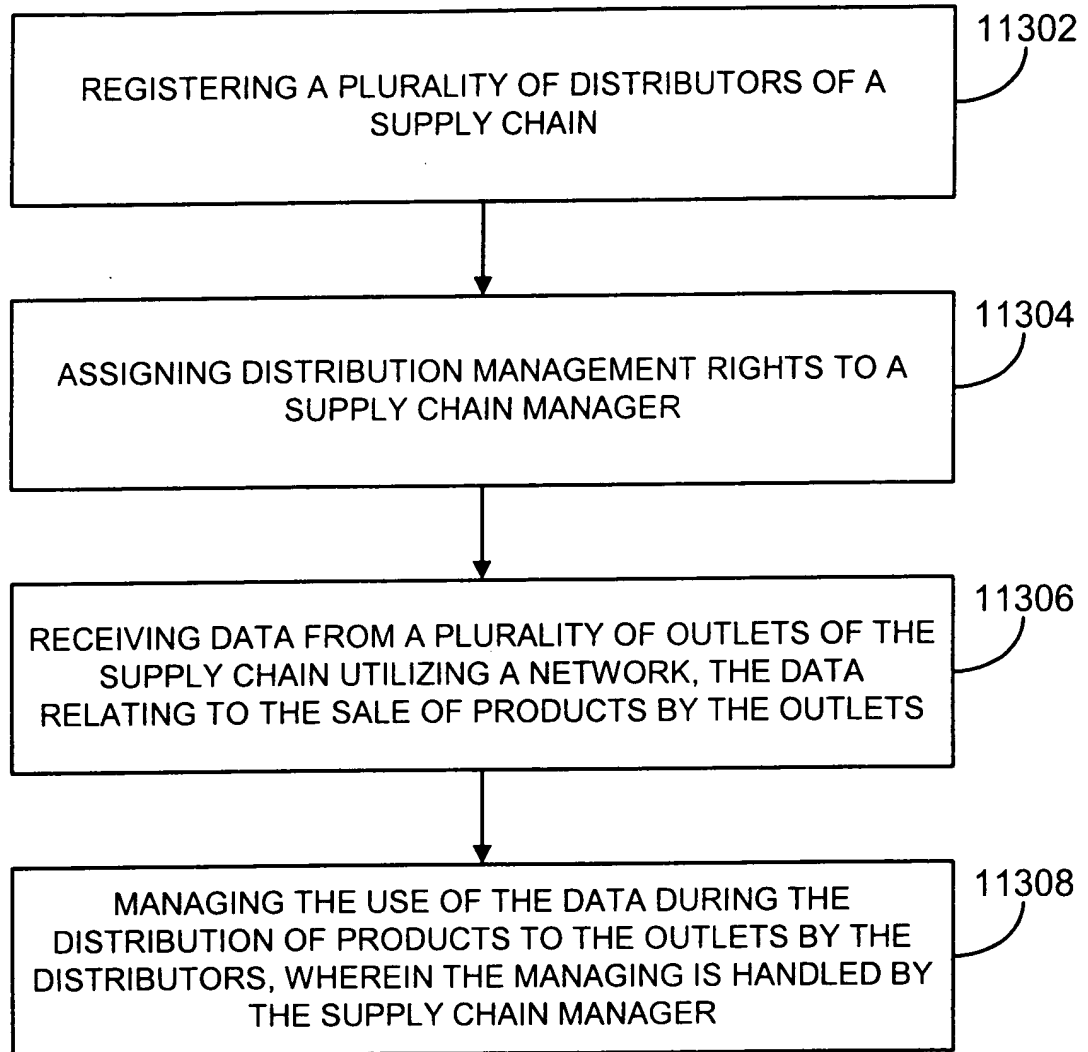 11302
REGISTERING A PLURALITY OF DISTRIBUTORS OF A
SUPPLY CHAIN
11304
ASSIGNING DISTRIBUTION MANAGEMENT RIGHTS TO A
SUPPLY CHAIN MANAGER
11306
RECEIVING DATA FROM A PLURALITY OF OUTLETS OF THE
SUPPLY CHAIN UTILIZING A NETWORK, THE DATA
RELATING TO THE SALE OF PRODUCTS BY THE OUTLETS
11308
MANAGING THE USE OF THE DATA DURING THE
DISTRIBUTION OF PRODUCTS TO THE OUTLETS BY THE
DISTRIBUTORS, WHEREIN THE MANAGING IS HANDLED BY
THE SUPPLY CHAIN MANAGER